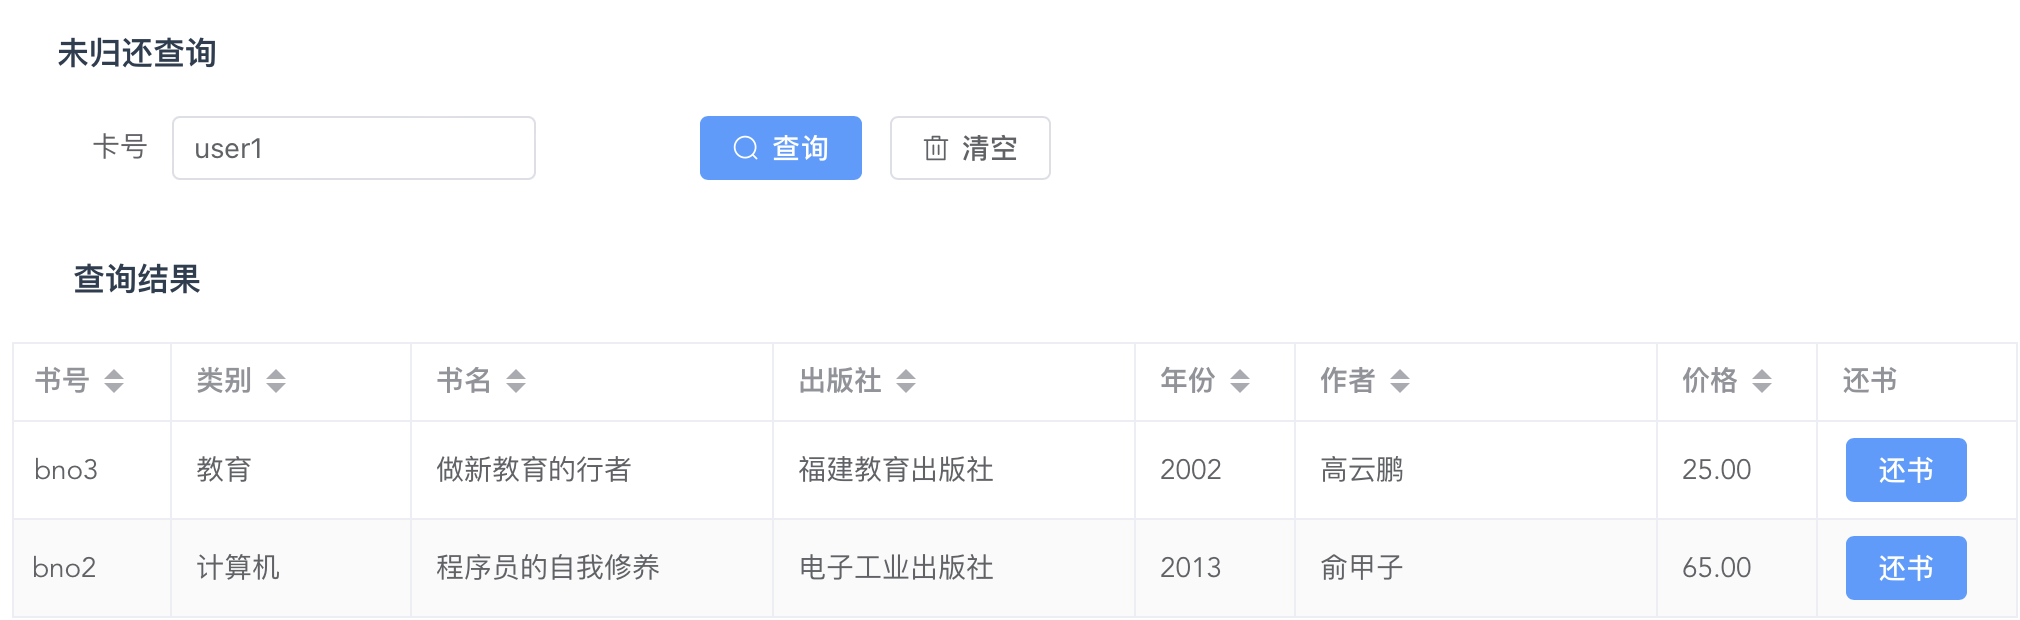 未归还查询
卡号 user1 查询 清空
查询结果
书号 类别 书名 出版社 年份 作者 价格 还书
bno3 教育 做新教育的行者 福建教育出版社 2002 高云鹏 25.00 还书
bno2 计算机 程序员的自我修养 电子工业出版社 2013 俞甲子 65.00 还书